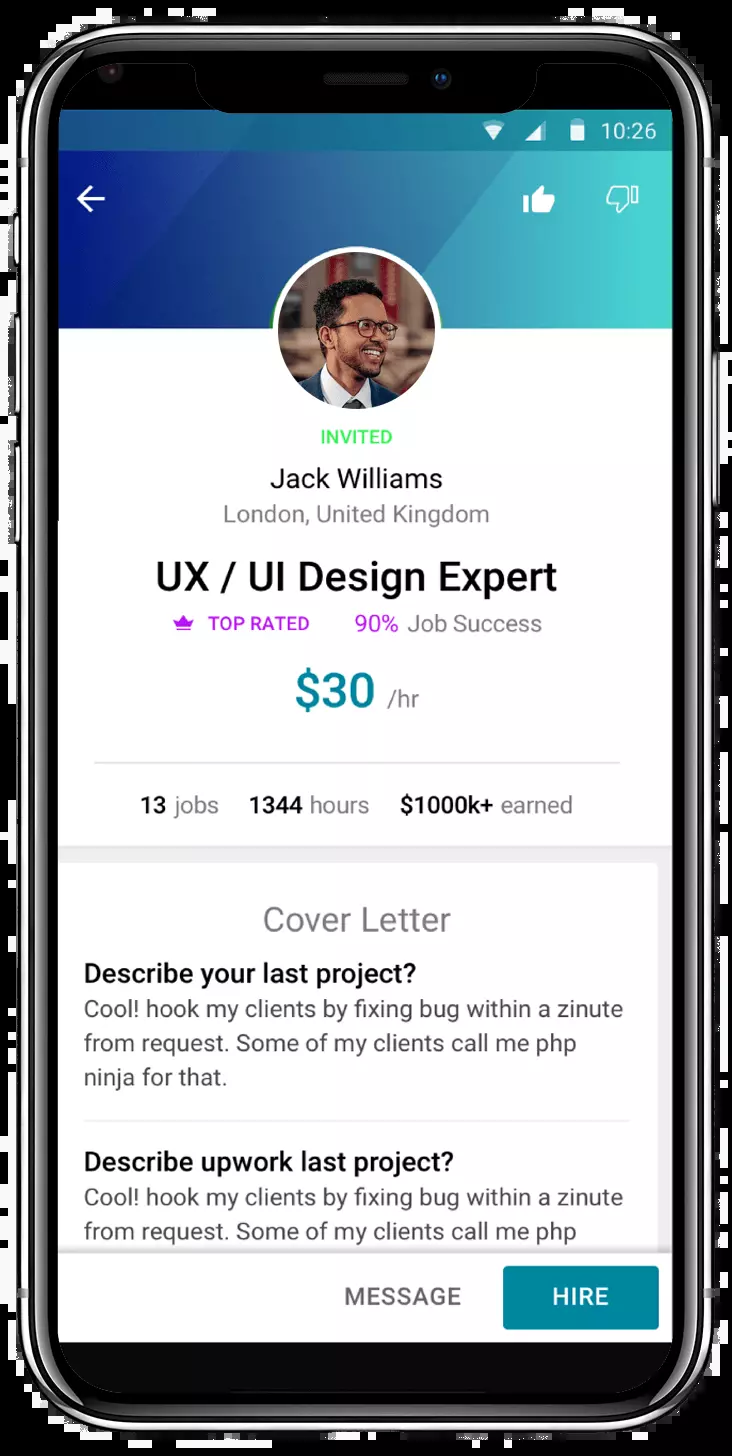 10:26
INVITED
Jack Williams
London, United Kingdom
UX / UI Design Expert
TOP RATED 90% Job Success
$30 /hr
13 jobs 1344 hours $1000k+ earned
Cover Letter
Describe your last project?
Cool! hook my clients by fixing bug within a zinute
from request. Some of my clients call me php
ninja for that.
Describe upwork last project?
Cool! hook my clients by fixing bug within a zinute
from request. Some of my clients call me php
MESSAGE HIRE